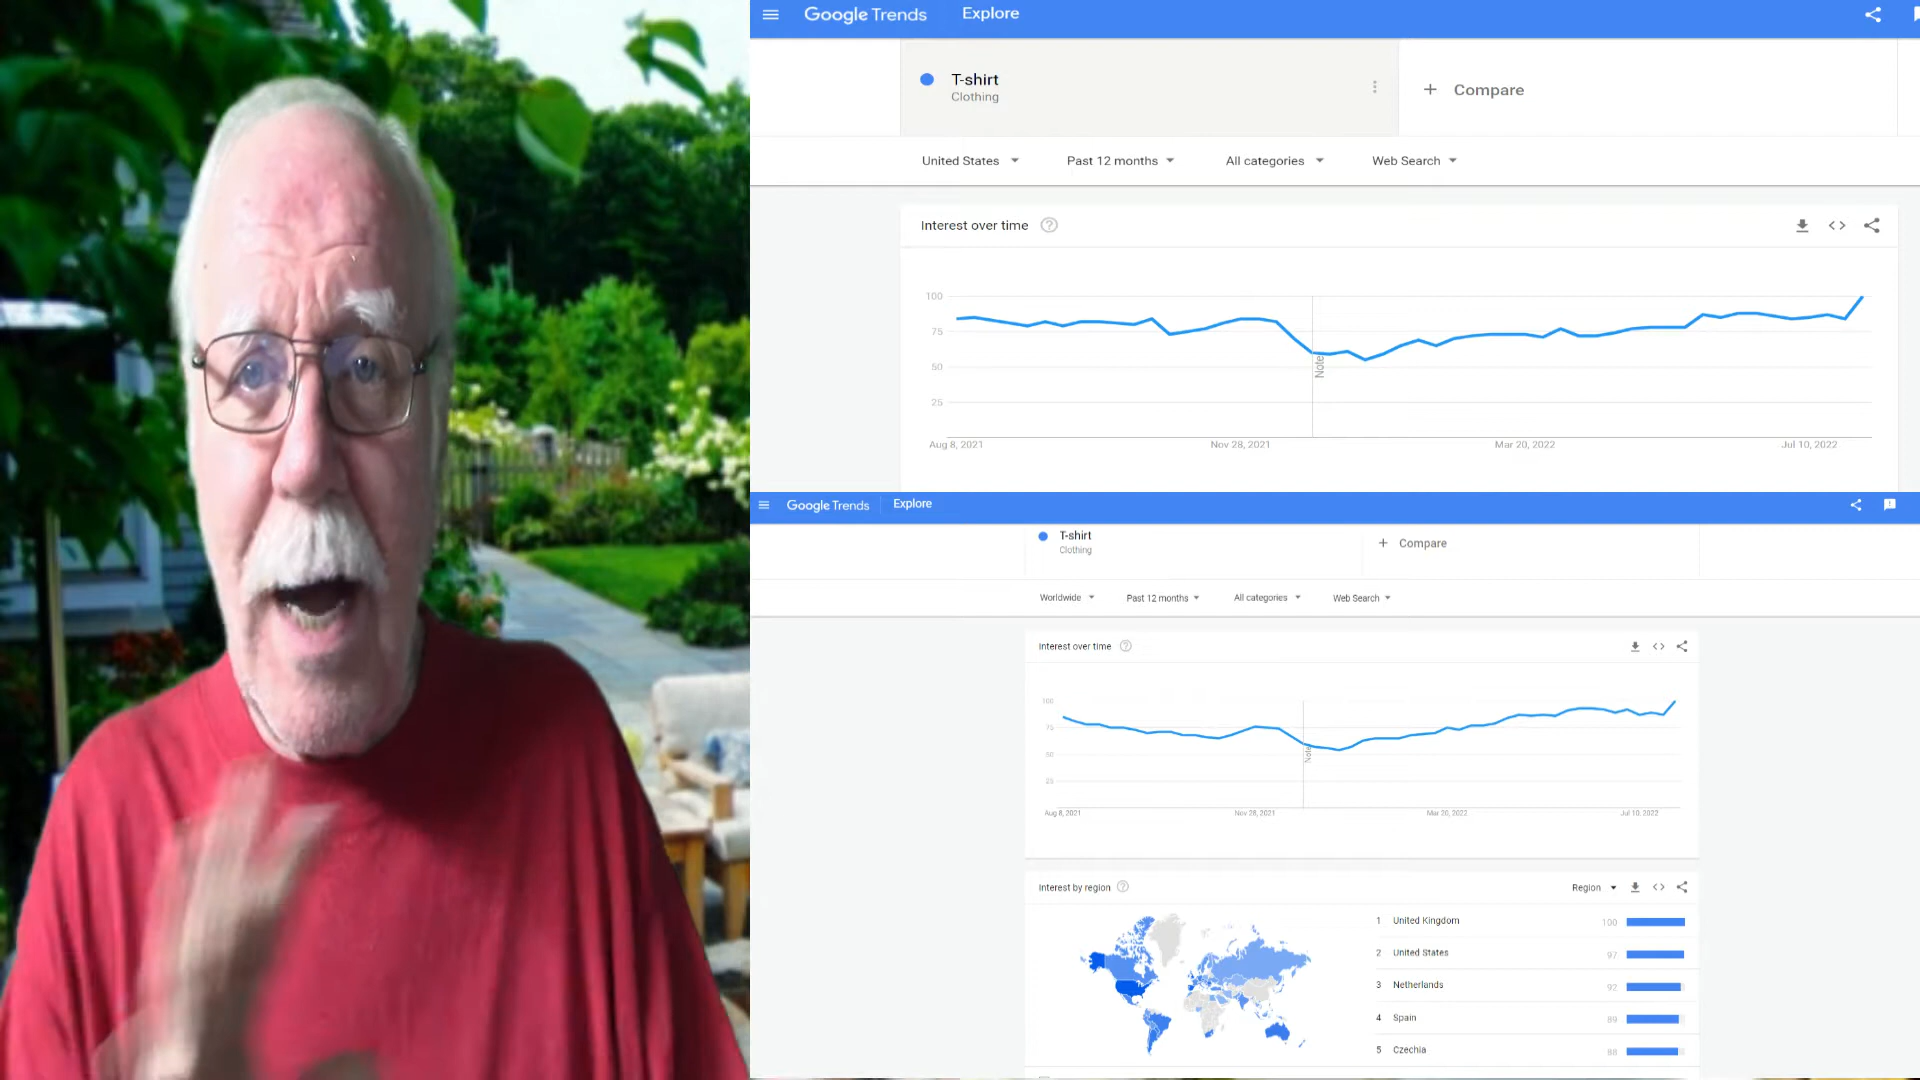 Google Trends Explore
T-shirt
Clothing
+ Compare
United States Past 12 months All categories Web Search
Interest over time
100
75
50
25
Note
Aug 8, 2021 Nov 28, 2021 Mar 20, 2022 Jul 10, 2022
Google Trends Explore
T-shirt
Clothing
+ Compare
Worldwide Past 12 months All categories Web Search
Interest over time
100
75
50
25
Note
Aug 8, 2021 Nov 28, 2021 Mar 20, 2022 Jul 10, 2022
Interest by region Region
1 United Kingdom 100
2 United States 97
3 Netherlands 92
4 Spain 89
5 Czechia 88